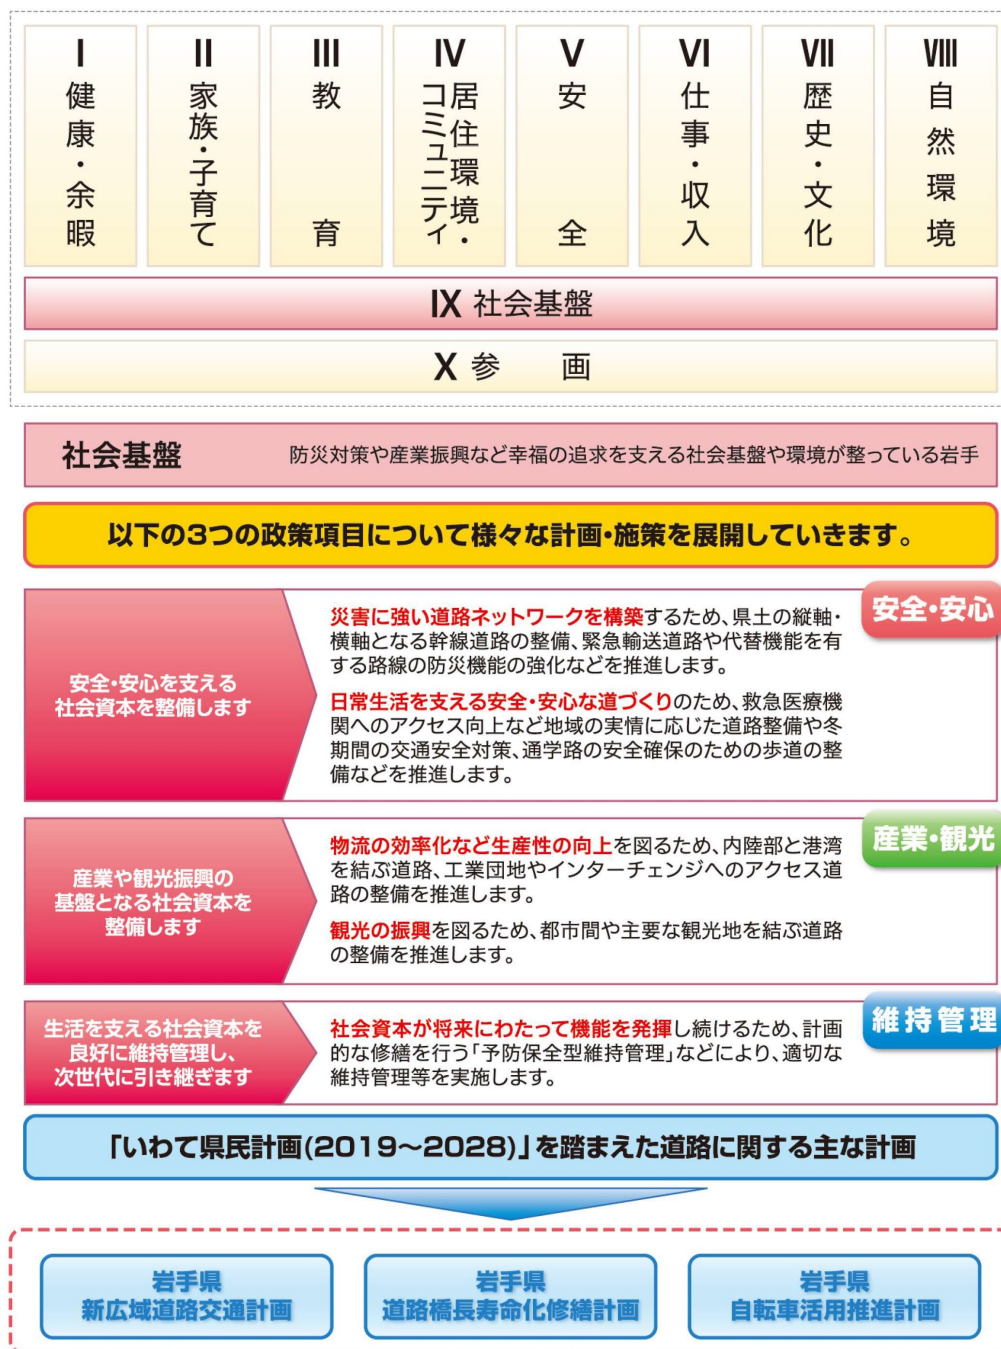 I
健康・余暇
II
家族・子育て
III
教育
IV
居住環境・
コミュニティ
V
安全
VI
仕事・収入
VII
歴史・文化
VIII
自然環境
IX 社会基盤
X 参　画
社会基盤
防災対策や産業振興など幸福の追求を支える社会基盤や環境が整っている岩手
以下の3つの政策項目について様々な計画・施策を展開していきます。
安全・安心を支える
社会資本を整備します
安全・安心
災害に強い道路ネットワークを構築するため、県土の縦軸・
横軸となる幹線道路の整備、緊急輸送道路や代替機能を有
する路線の防災機能の強化などを推進します。
日常生活を支える安全・安心な道づくりのため、救急医療機
関へのアクセス向上など地域の実情に応じた道路整備や冬
期間の交通安全対策、通学路の安全確保のための歩道の整
備などを推進します。
産業や観光振興の
基盤となる社会資本を
整備します
産業・観光
物流の効率化など生産性の向上を図るため、内陸部と港湾
を結ぶ道路、工業団地やインターチェンジへのアクセス道
路の整備を推進します。
観光の振興を図るため、都市間や主要な観光地を結ぶ道路
の整備を推進します。
生活を支える社会資本を
良好に維持管理し、
次世代に引き継ぎます
維持管理
社会資本が将来にわたって機能を発揮し続けるため、計画
的な修繕を行う「予防保全型維持管理」などにより、適切な
維持管理等を実施します。
「いわて県民計画(2019～2028)」を踏まえた道路に関する主な計画
岩手県
新広域道路交通計画
岩手県
道路橋長寿命化修繕計画
岩手県
自転車活用推進計画